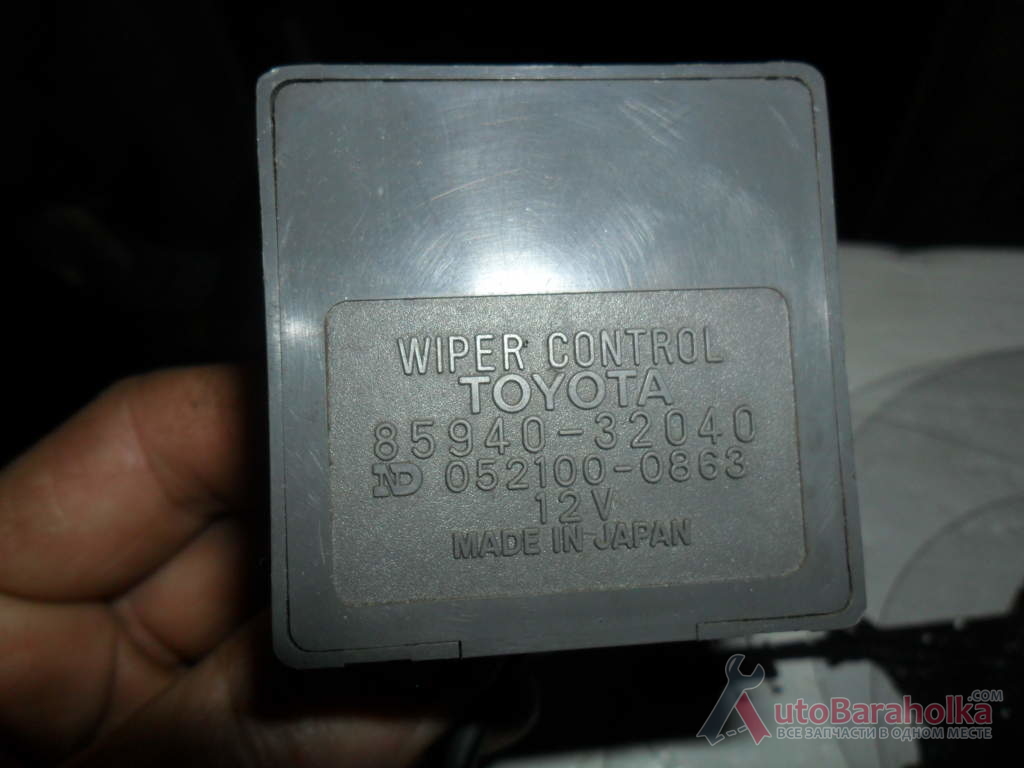 WIPER CONTROL
TOYOTA
85940-32040
ND 052100-0863
12V
MADE IN JAPAN
AutoBaraholka.COM
ВСЕ ЗАПЧАСТИ В ОДНОМ МЕСТЕ